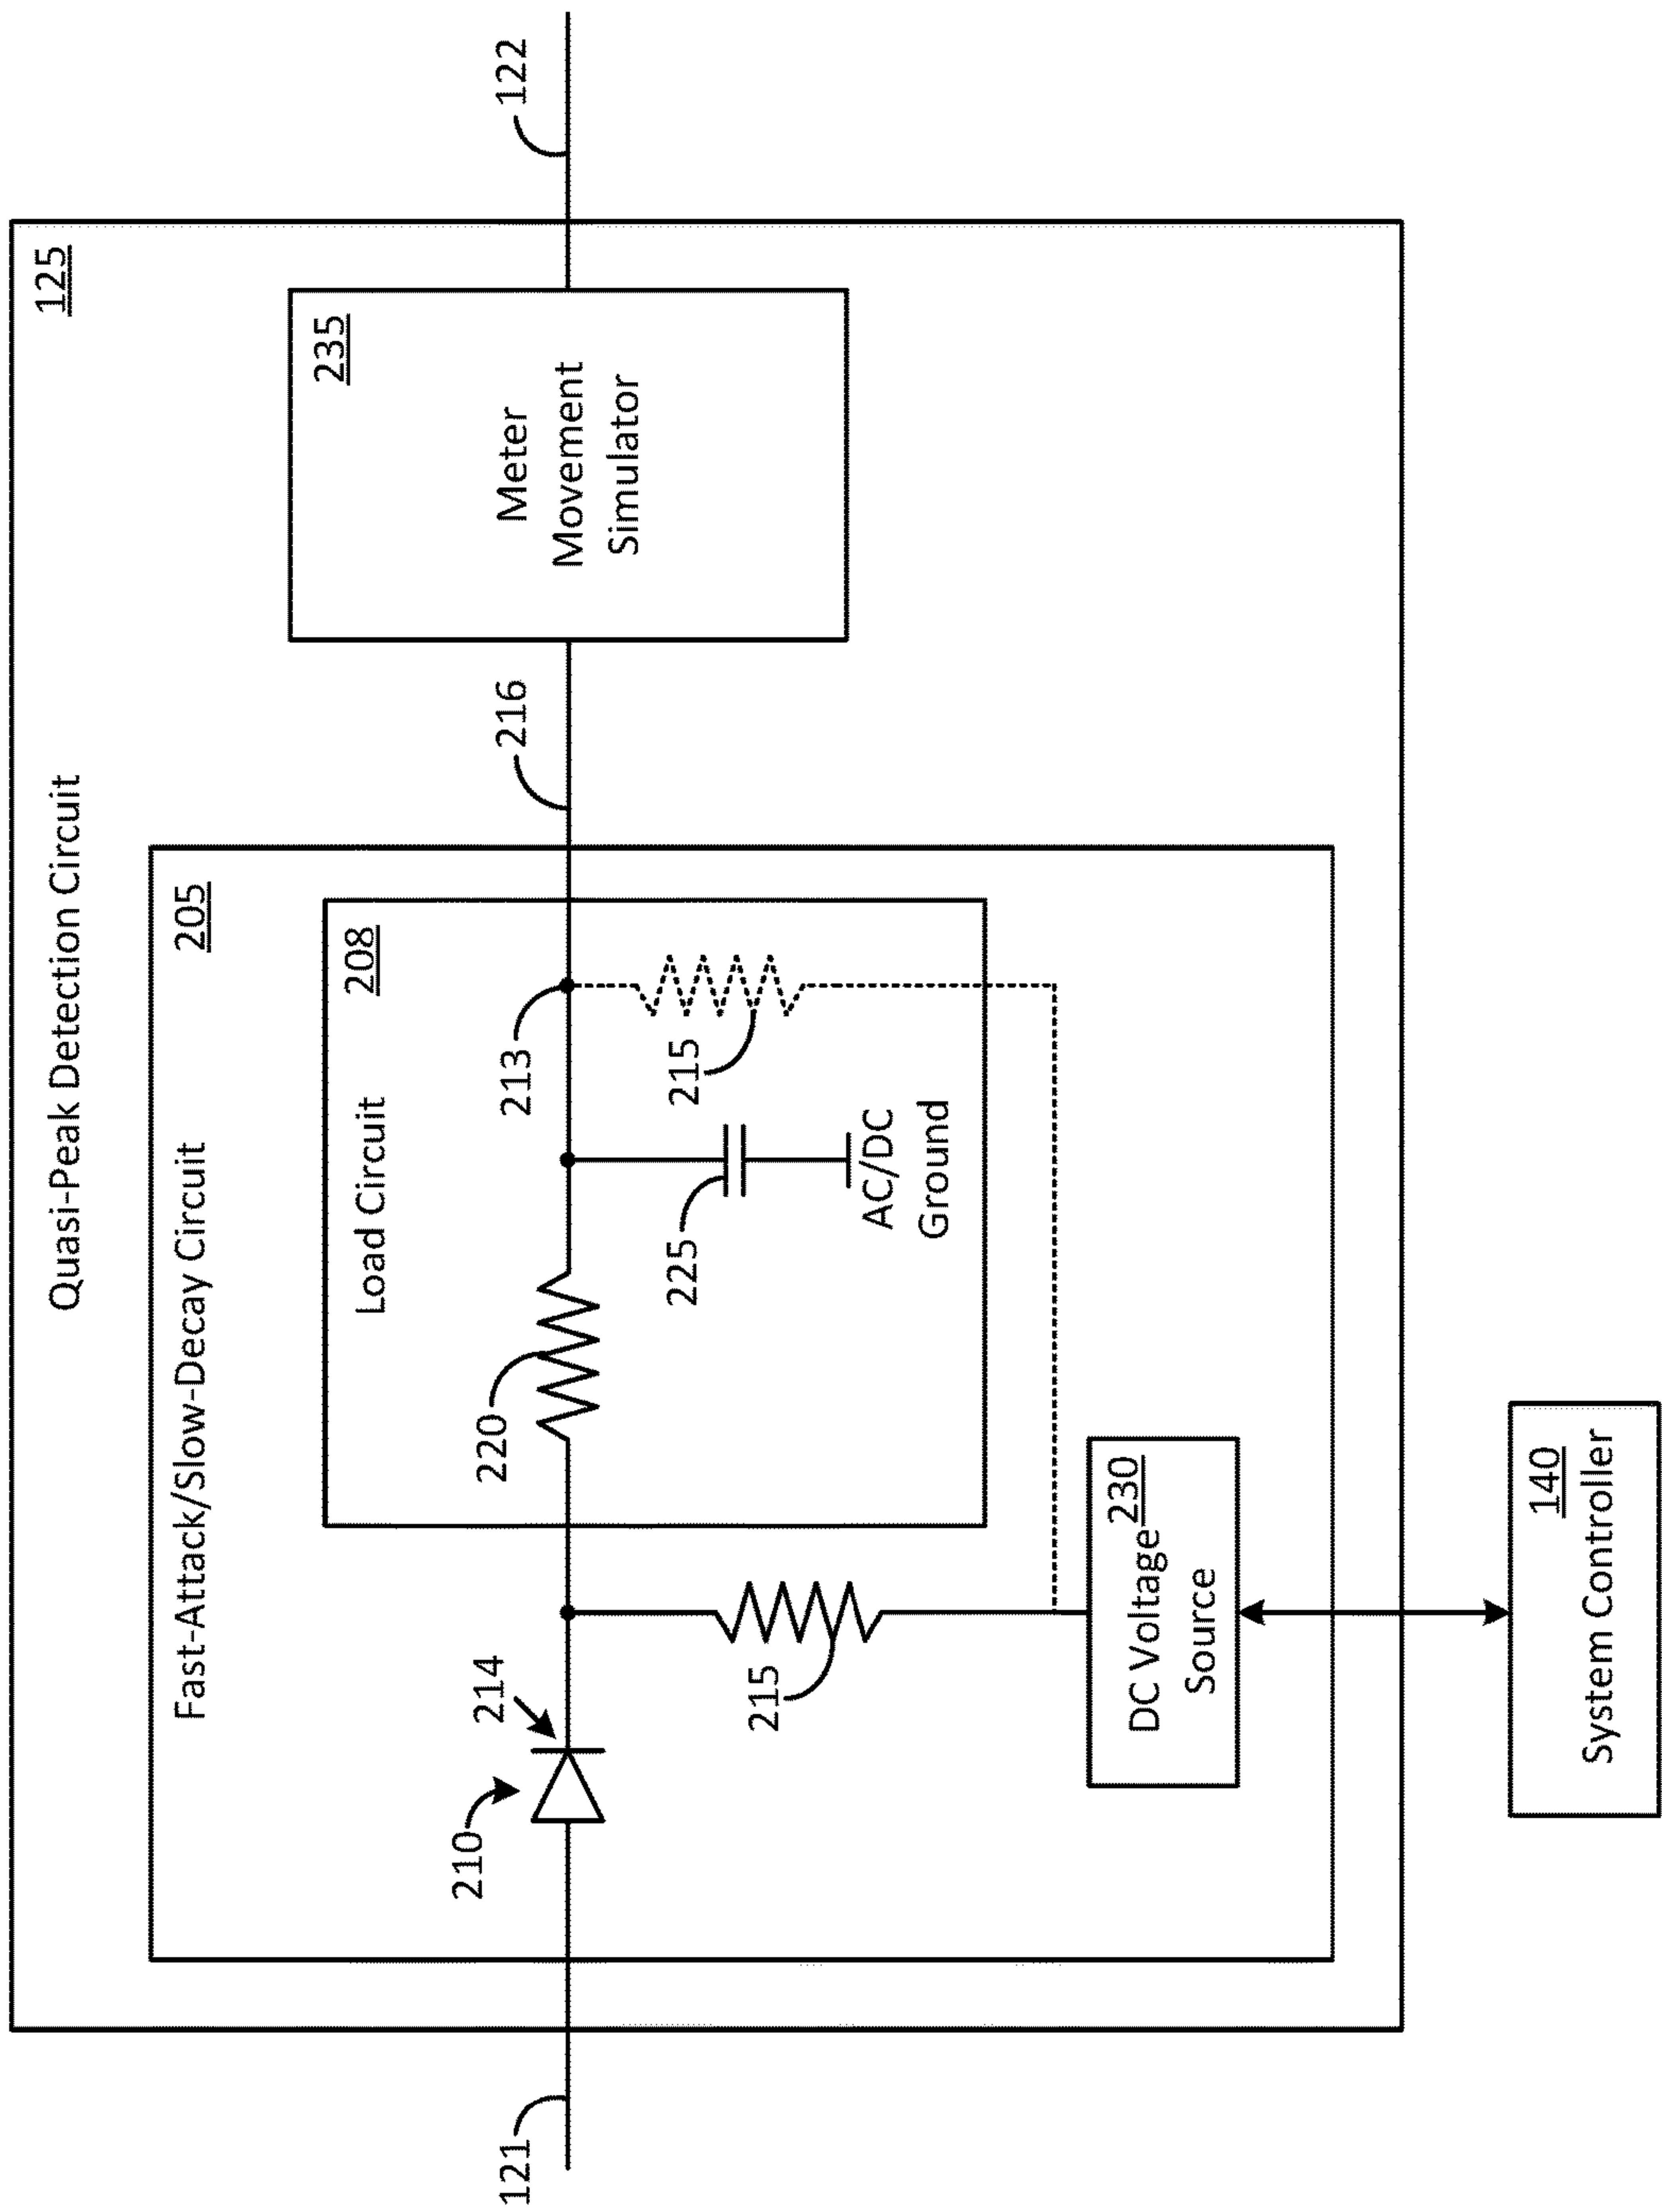 Quasi-Peak Detection Circuit
125
Fast-Attack/Slow-Decay Circuit
205
Load Circuit
208
235
Meter
Movement
Simulator
121
210
214
220
213
216
122
225
215
AC/DC
Ground
215
DC Voltage
230
Source
140
System Controller